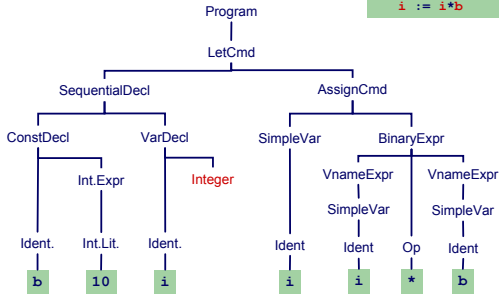 i := i*b
Program
LetCmd
SequentialDecl AssignCmd
ConstDecl VarDecl SimpleVar BinaryExpr
Int.Expr Integer VnameExpr VnameExpr
SimpleVar SimpleVar
Ident. Int.Lit. Ident. Ident Ident Op Ident
b 10 i i i * b